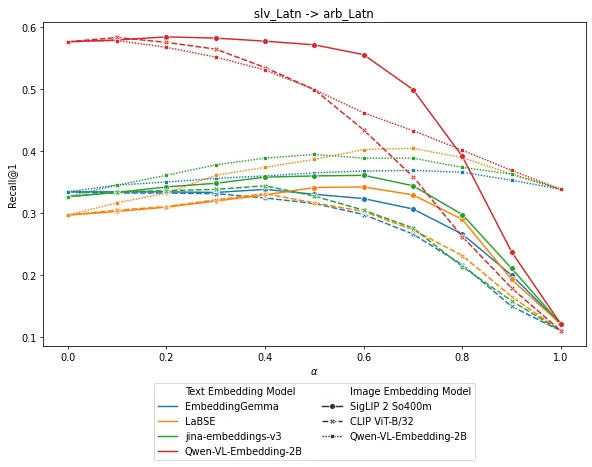 slv_Latn -> arb_Latn
Recall@1
0.6
0.5
0.4
0.3
0.2
0.1
0.0 0.2 0.4 0.6 0.8 1.0
α
Text Embedding Model Image Embedding Model
EmbeddingGemma SigLIP 2 So400m
LaBSE CLIP ViT-B/32
jina-embeddings-v3 Qwen-VL-Embedding-2B
Qwen-VL-Embedding-2B